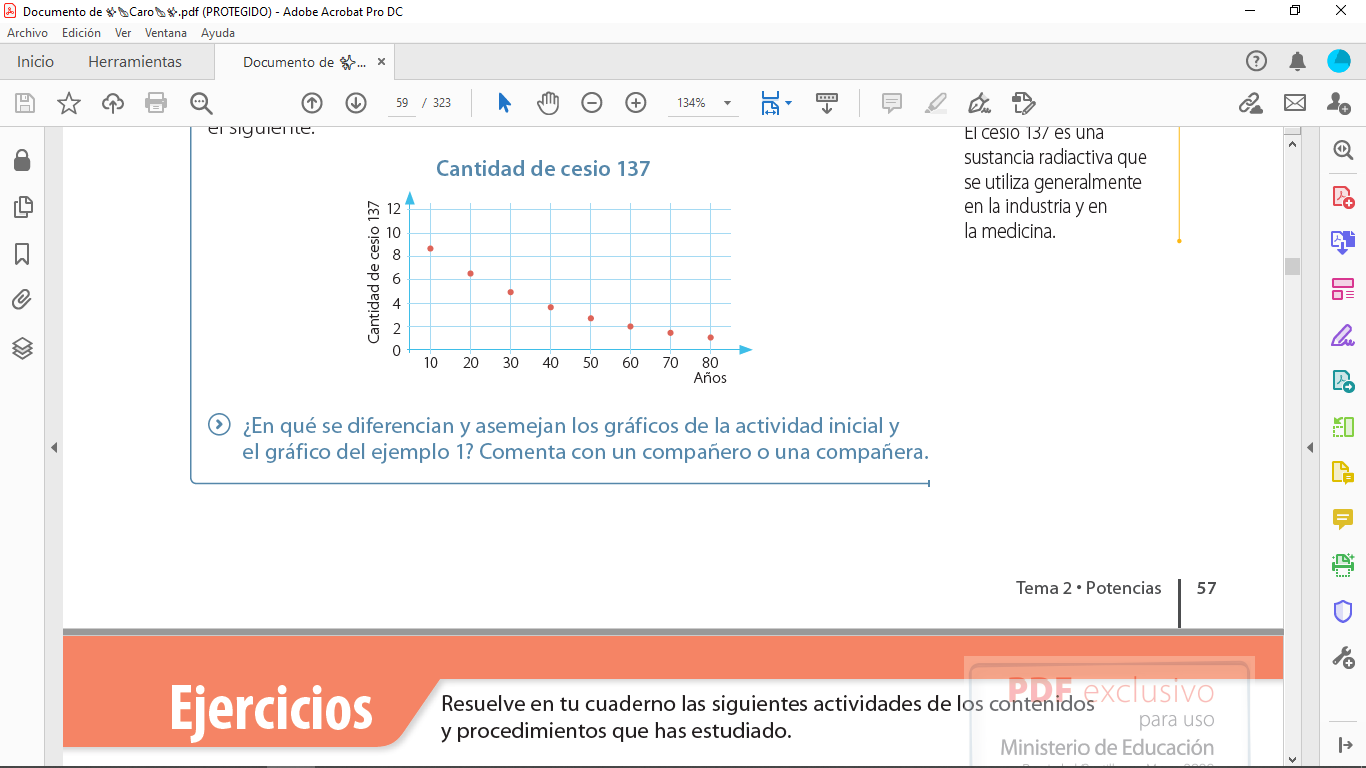 Documento de ✨✎Caro✎✨.pdf (PROTEGIDO) - Adobe Acrobat Pro DC
Archivo Edición Ver Ventana Ayuda
Inicio Herramientas Documento de ✨... ×
59 / 323 134%
el siguiente.
Cantidad de cesio 137
Cantidad de cesio 137
12
10
8
6
4
2
0
10 20 30 40 50 60 70 80
Años
El cesio 137 es una
sustancia radiactiva que
se utiliza generalmente
en la industria y en
la medicina.
¿En qué se diferencian y asemejan los gráficos de la actividad inicial y
el gráfico del ejemplo 1? Comenta con un compañero o una compañera.
Tema 2 • Potencias 57
Ejercicios
Resuelve en tu cuaderno las siguientes actividades de los contenidos
y procedimientos que has estudiado.
PDF exclusivo
para uso
Ministerio de Educación